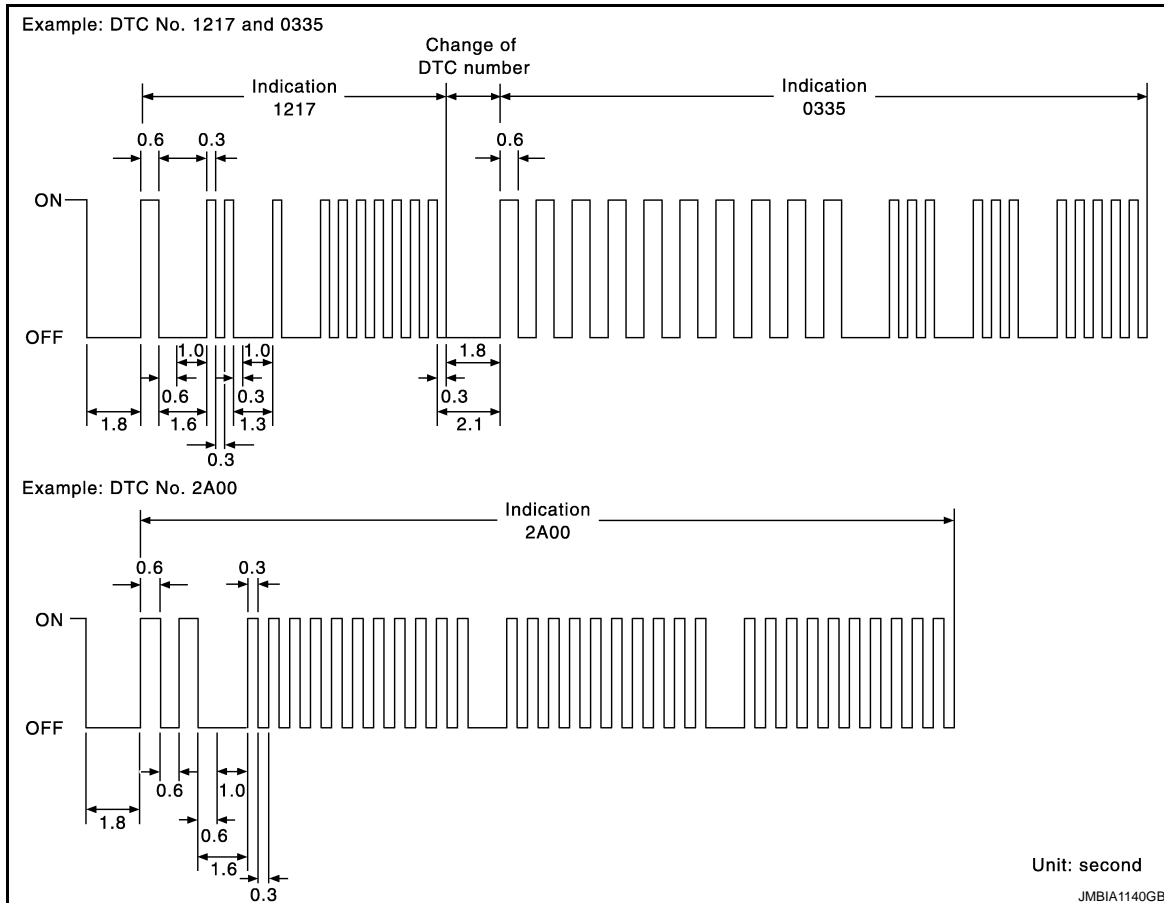 Example: DTC No. 1217 and 0335
Change of
DTC number
Indication
1217
Indication
0335
0.6
0.3
0.6
ON
OFF
1.0
1.0
1.8
0.6
0.3
0.3
1.8
1.6
1.3
2.1
0.3
Example: DTC No. 2A00
Indication
2A00
0.6
0.3
ON
OFF
0.6
1.0
1.8
0.6
1.6
0.3
Unit: second
JMBIA1140GB